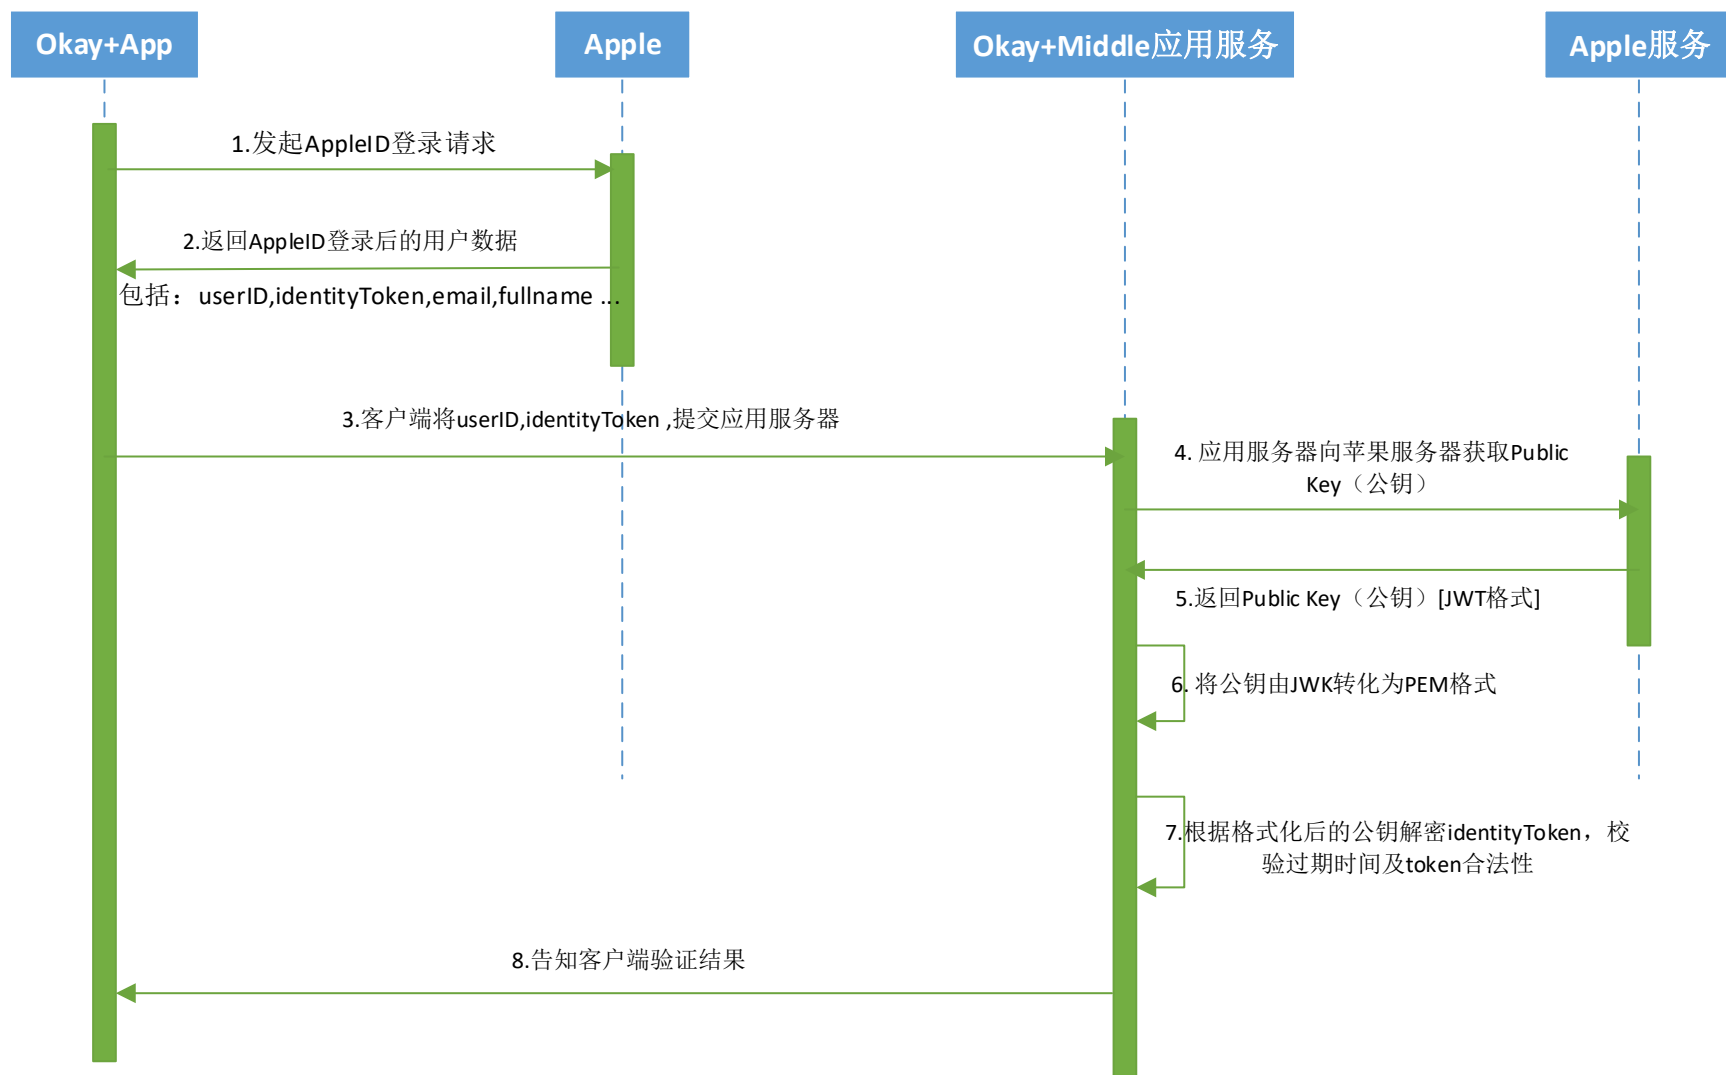 Okay+App
Apple
Okay+Middle应用服务
Apple服务
1.发起AppleID登录请求
2.返回AppleID登录后的用户数据
包括：userID,identityToken,email,fullname ...
3.客户端将userID,identityToken ,提交应用服务器
4. 应用服务器向苹果服务器获取Public
Key（公钥）
5.返回Public Key（公钥）[JWT格式]
6. 将公钥由JWK转化为PEM格式
7.根据格式化后的公钥解密identityToken，校
验过期时间及token合法性
8.告知客户端验证结果